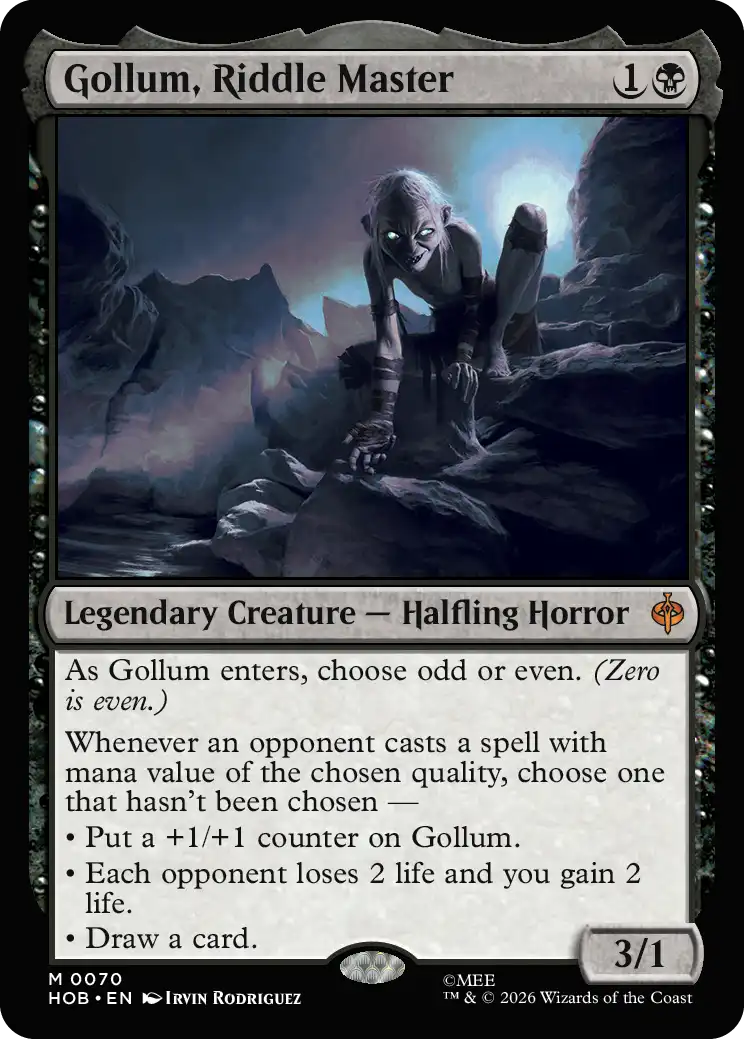 Gollum, Riddle Master 1
Legendary Creature — Halfling Horror
As Gollum enters, choose odd or even. (Zero
is even.)
Whenever an opponent casts a spell with
mana value of the chosen quality, choose one
that hasn't been chosen —
• Put a +1/+1 counter on Gollum.
• Each opponent loses 2 life and you gain 2
life.
• Draw a card.
3/1
M 0070
HOB • EN Irvin Rodriguez
©MEE
™ & © 2026 Wizards of the Coast